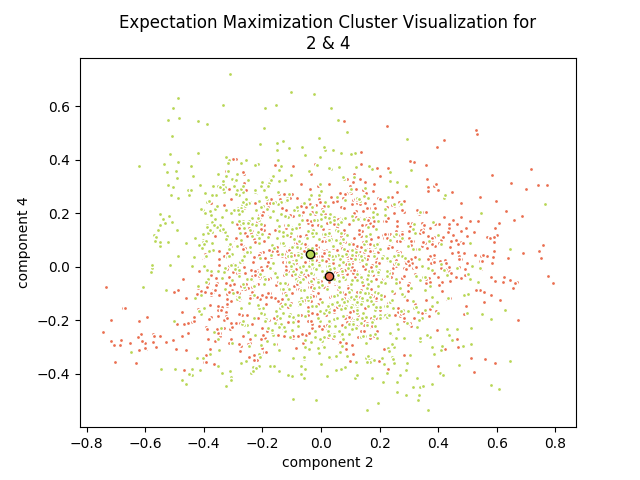 Expectation Maximization Cluster Visualization for
2 & 4
component 4
0.6
0.4
0.2
0.0
−0.2
−0.4
−0.8 −0.6 −0.4 −0.2 0.0 0.2 0.4 0.6 0.8
component 2